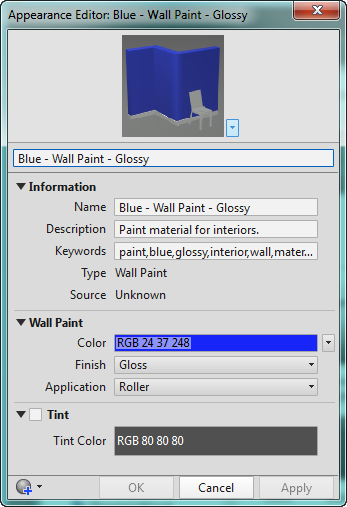 Appearance Editor: Blue - Wall Paint - Glossy
Blue - Wall Paint - Glossy
Information
Name Blue - Wall Paint - Glossy
Description Paint material for interiors.
Keywords paint,blue,glossy,interior,wall,mater...
Type Wall Paint
Source Unknown
Wall Paint
Color RGB 24 37 248
Finish Gloss
Application Roller
Tint
Tint Color RGB 80 80 80
OK Cancel Apply